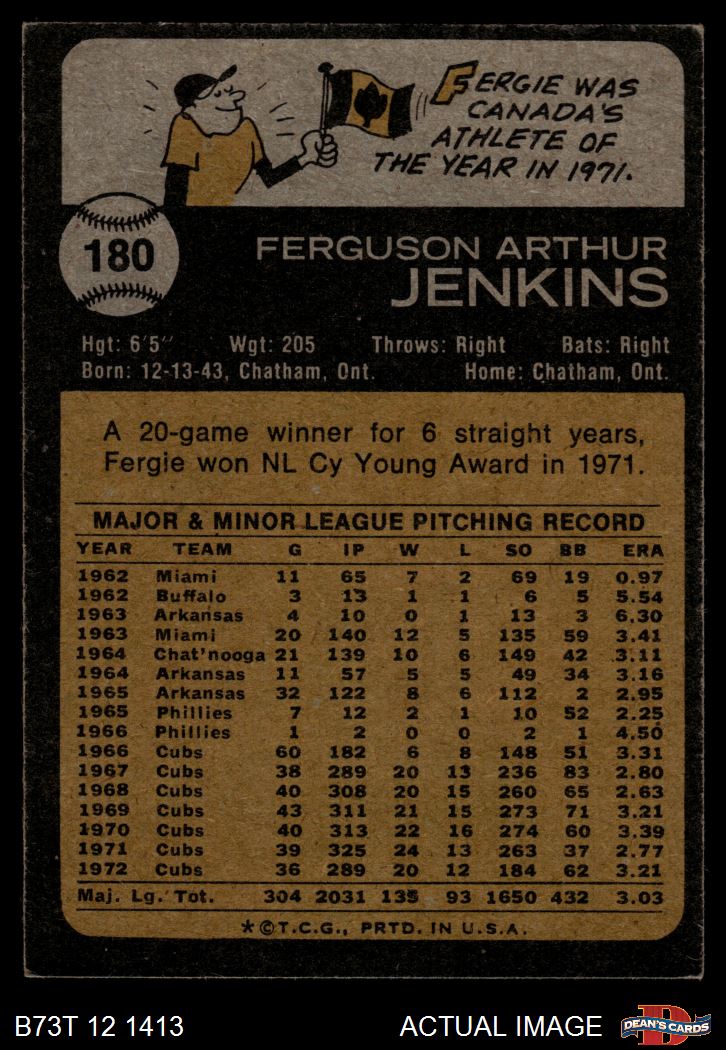 FERGIE WAS
CANADA'S
ATHLETE OF
THE YEAR IN 1971.
180
FERGUSON ARTHUR
JENKINS
Hgt: 6'5" Wgt: 205 Throws: Right Bats: Right
Born: 12-13-43, Chatham, Ont. Home: Chatham, Ont.
A 20-game winner for 6 straight years,
Fergie won NL Cy Young Award in 1971.
MAJOR & MINOR LEAGUE PITCHING RECORD
YEAR TEAM G IP W L SO BB ERA
1962 Miami 11 65 7 2 69 19 0.97
1962 Buffalo 3 13 1 1 6 5 5.54
1963 Arkansas 4 10 0 1 13 3 6.30
1963 Miami 20 140 12 5 135 59 3.41
1964 Chat'nooga 21 139 10 6 149 42 3.11
1964 Arkansas 11 57 5 5 49 34 3.16
1965 Arkansas 32 122 8 6 112 2 2.95
1965 Phillies 7 12 2 1 10 52 2.25
1966 Phillies 1 2 0 0 2 1 4.50
1966 Cubs 60 182 6 8 148 51 3.31
1967 Cubs 38 289 20 13 236 83 2.80
1968 Cubs 40 308 20 15 260 65 2.63
1969 Cubs 43 311 21 15 273 71 3.21
1970 Cubs 40 313 22 16 274 60 3.39
1971 Cubs 39 325 24 13 263 37 2.77
1972 Cubs 36 289 20 12 184 62 3.21
Maj. Lg. Tot. 304 2031 135 93 1650 432 3.03
*©T.C.G., PRTD. IN U.S.A.
B73T 12 1413 ACTUAL IMAGE
D
DEAN'S CARDS